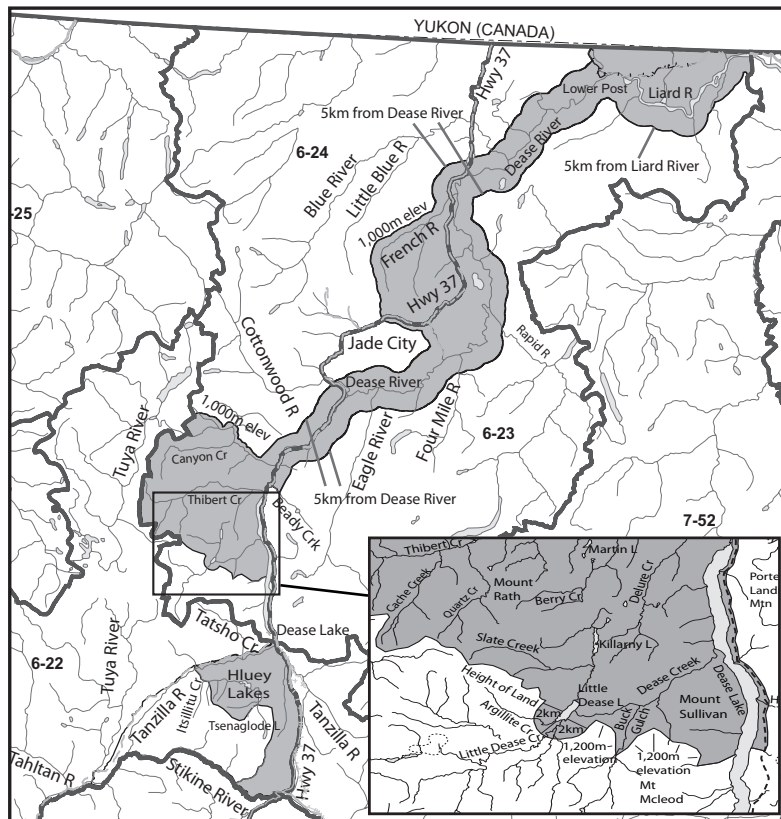 YUKON (CANADA)
Hwy 37
Lower Post
Liard R
5km from Dease River
Dease River
5km from Liard River
6-24
Blue River
Little Blue R
-25
1,000m elev
French R
Hwy 37
Cottonwood R
Jade City
Rapid R
Dease River
Tuya River
1,000m elev
Eagle River
Four Mile R
6-23
Canyon Cr
5km from Dease River
Thibert Cr
Beady Crk
7-52
Tatsho Cr
Dease Lake
6-22
Tuya River
Hluey
Lakes
Tanzilla R
Itsillitu Cr
Tsenaglode L
Tanzilla R
Hwy 37
Tahltan R
Stikine River
Thibert Cr
Martin L
Cache Creek
Quartz Cr
Mount
Rath
Berry Cr
Delure Cr
Porte
Land
Mtn
Slate Creek
Killarny L
Height of Land
Argillite Cr
Little
Dease L
Dease Creek
Dease Lake
H
2km
2km
Buck
Gulch
Mount
Sullivan
Little Dease Cr
1,200m
elevation
1,200m
elevation
Mt
Mcleod